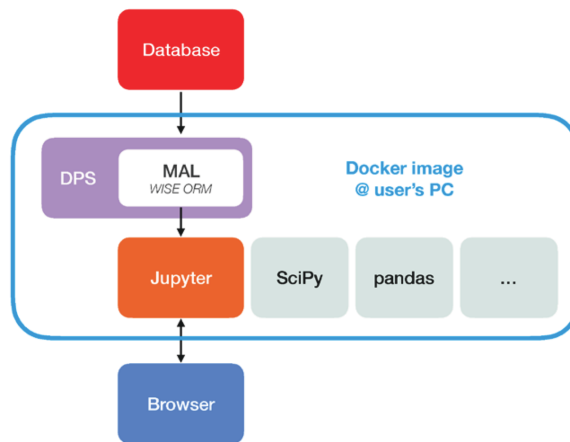 Database
DPS
MAL
WISE ORM
Docker image
@ user's PC
Jupyter
SciPy
pandas
...
Browser